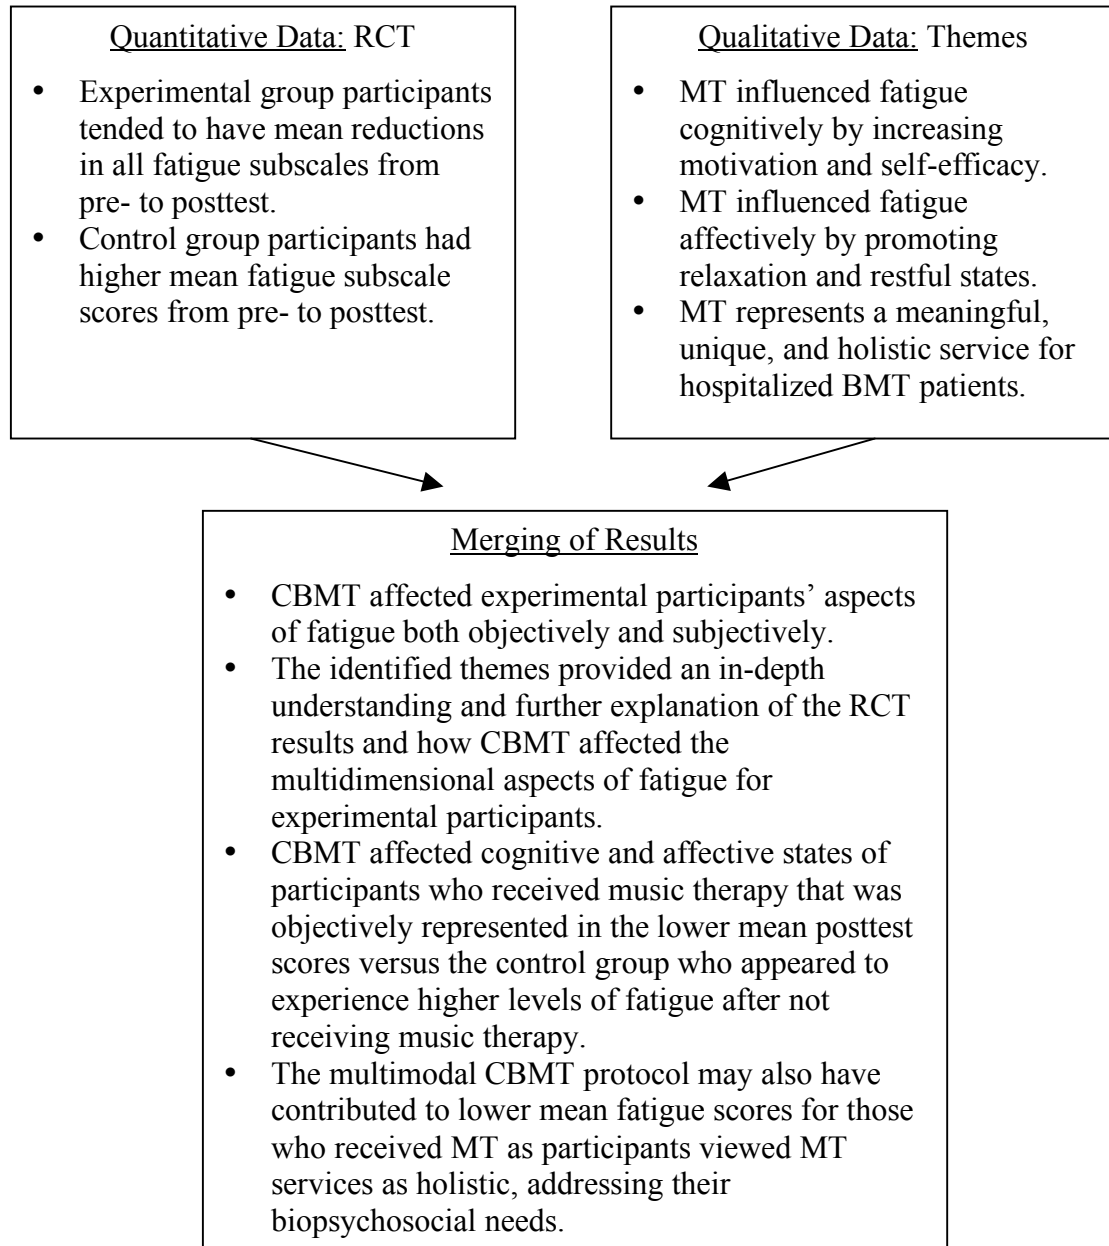 Quantitative Data: RCT
• Experimental group participants
tended to have mean reductions
in all fatigue subscales from
pre- to posttest.
• Control group participants had
higher mean fatigue subscale
scores from pre- to posttest.
Qualitative Data: Themes
• MT influenced fatigue
cognitively by increasing
motivation and self-efficacy.
• MT influenced fatigue
affectively by promoting
relaxation and restful states.
• MT represents a meaningful,
unique, and holistic service for
hospitalized BMT patients.
Merging of Results
• CBMT affected experimental participants’ aspects
of fatigue both objectively and subjectively.
• The identified themes provided an in-depth
understanding and further explanation of the RCT
results and how CBMT affected the
multidimensional aspects of fatigue for
experimental participants.
• CBMT affected cognitive and affective states of
participants who received music therapy that was
objectively represented in the lower mean posttest
scores versus the control group who appeared to
experience higher levels of fatigue after not
receiving music therapy.
• The multimodal CBMT protocol may also have
contributed to lower mean fatigue scores for those
who received MT as participants viewed MT
services as holistic, addressing their
biopsychosocial needs.